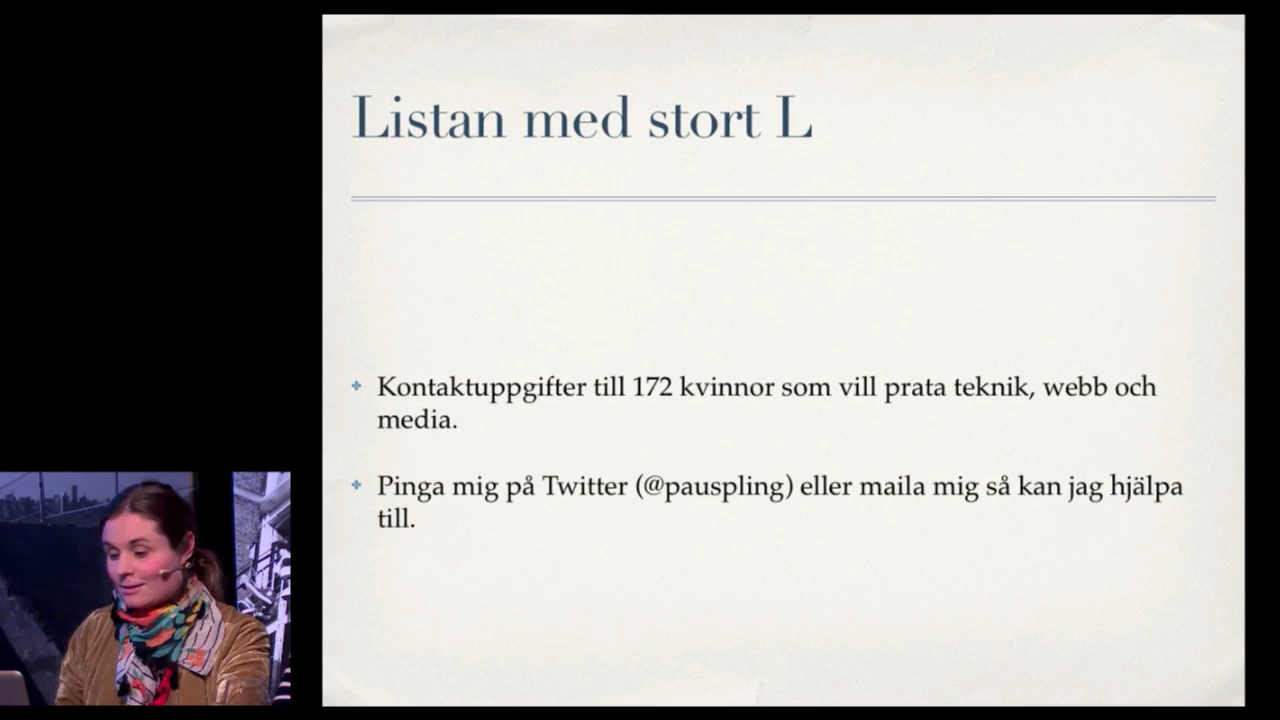 Listan med stort L
Kontaktuppgifter till 172 kvinnor som vill prata teknik, webb och
media.
Pinga mig på Twitter (@pauspling) eller maila mig så kan jag hjälpa
till.